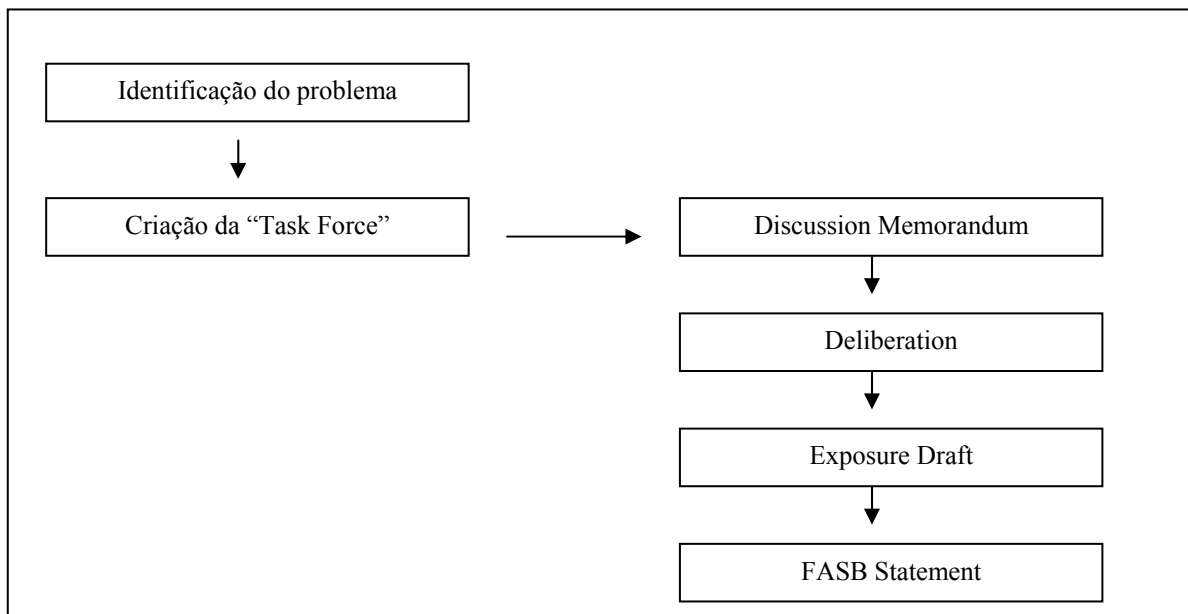 Identificação do problema
Criação da “Task Force”
Discussion Memorandum
Deliberation
Exposure Draft
FASB Statement